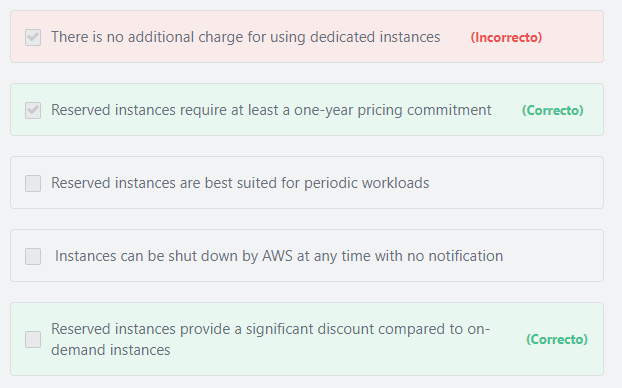 There is no additional charge for using dedicated instances (Incorrecto)
Reserved instances require at least a one-year pricing commitment (Correcto)
Reserved instances are best suited for periodic workloads
Instances can be shut down by AWS at any time with no notification
Reserved instances provide a significant discount compared to on-
demand instances (Correcto)